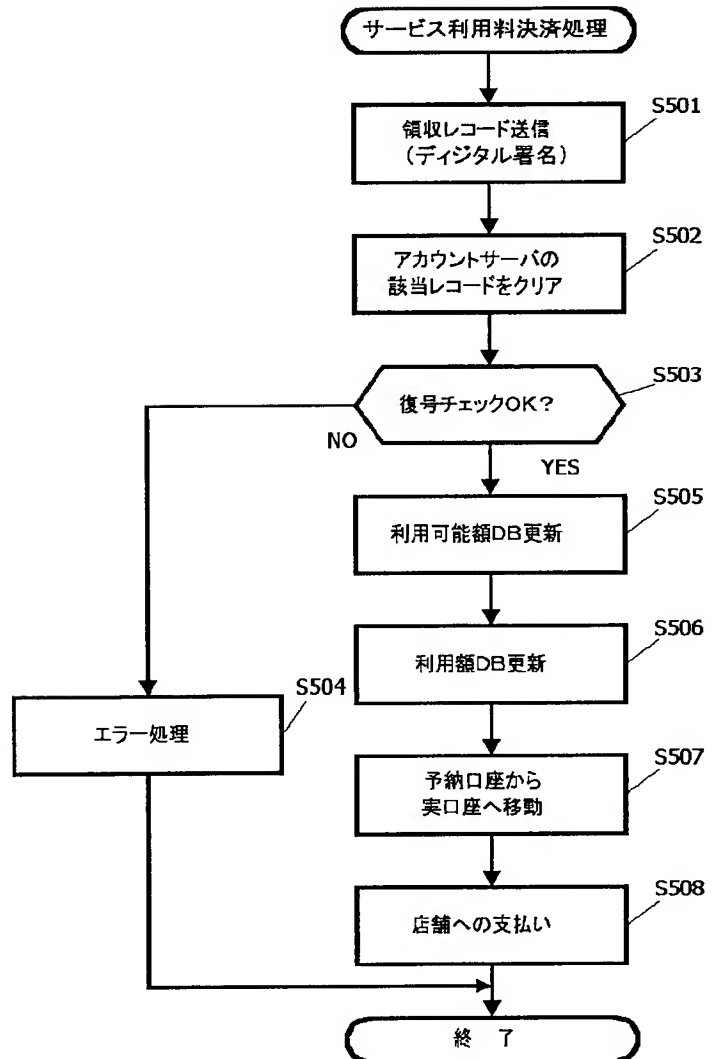 サービス利用料決済処理
S501
領収レコード送信
(ディジタル署名)
S502
アカウントサーバの
該当レコードをクリア
S503
復号チェックOK?
NO
YES
S505
利用可能額DB更新
S506
利用額DB更新
S504
エラー処理
S507
予納口座から
実口座へ移動
S508
店舗への支払い
終 了